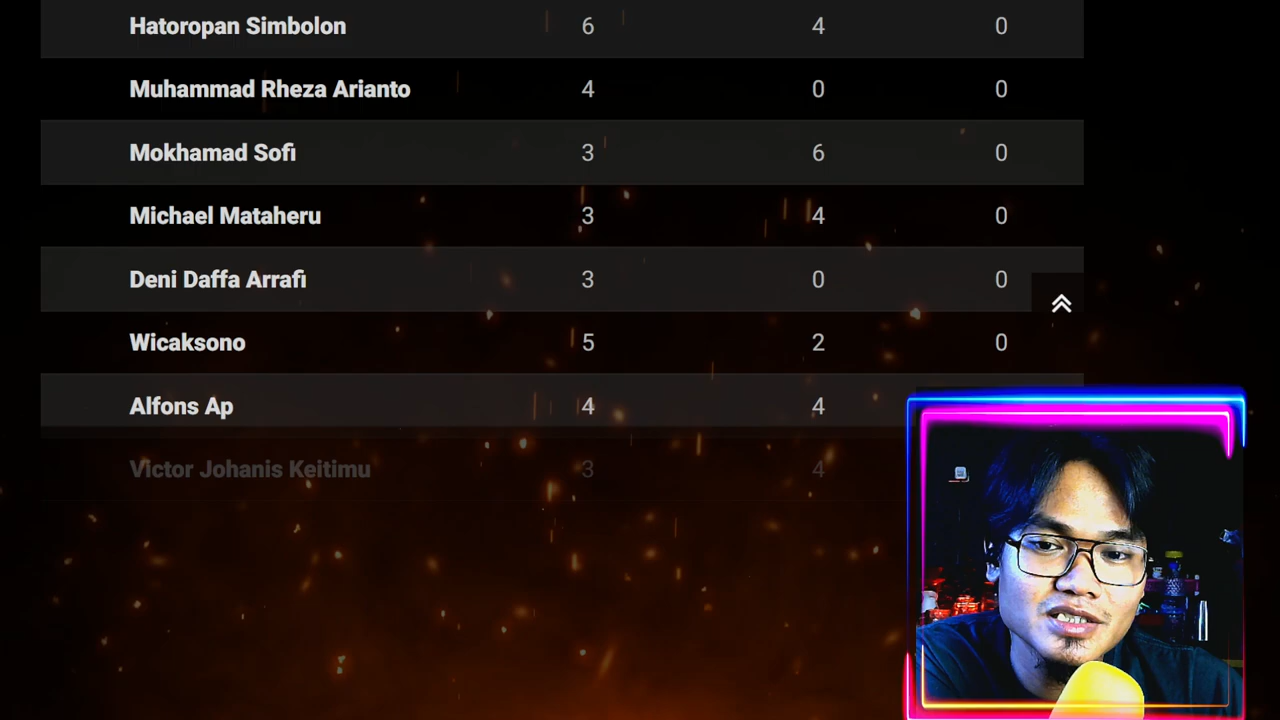 Hatoropan Simbolon 6 4 0
Muhammad Rheza Arianto 4 0 0
Mokhamad Sofi 3 6 0
Michael Mataheru 3 4 0
Deni Daffa Arrafi 3 0 0
Wicaksono 5 2 0
Alfons Ap 4 4
Victor Johanis Keitimu 3 4